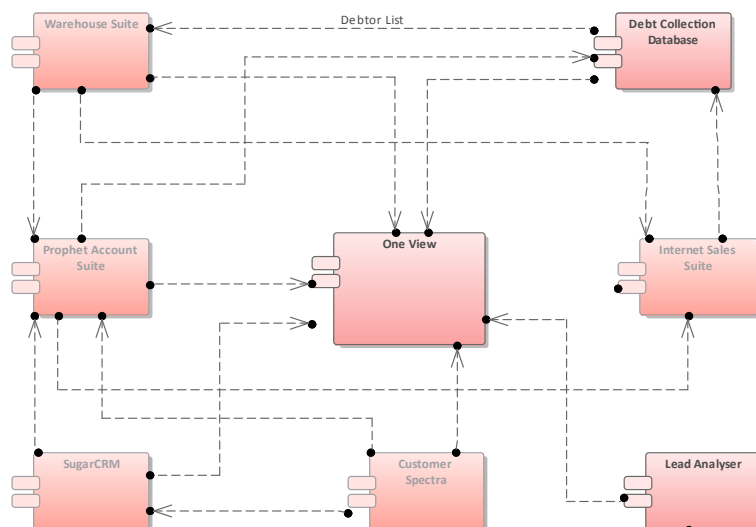 Debtor List
Warehouse Suite
Debt Collection
Database
Prophet Account
Suite
One View
Internet Sales
Suite
SugarCRM
Customer
Spectra
Lead Analyser